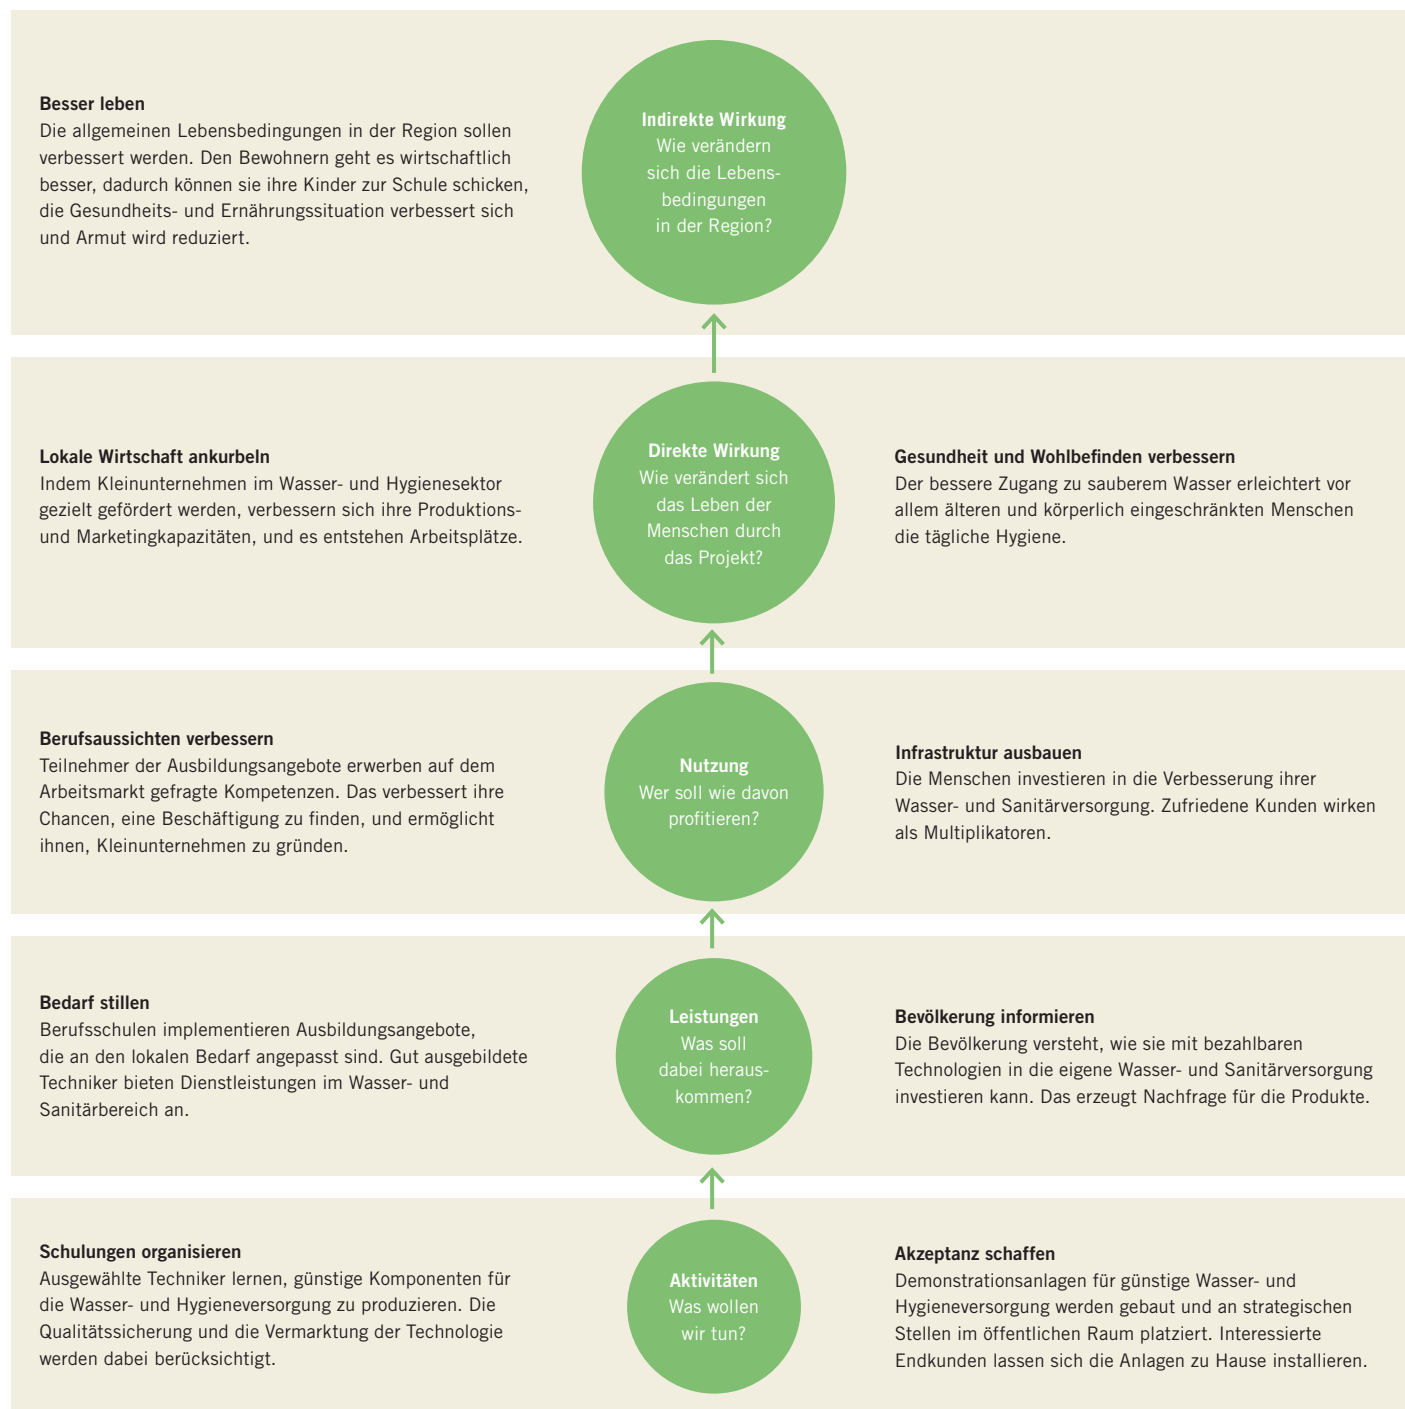 Besser leben
Die allgemeinen Lebensbedingungen in der Region sollen
verbessert werden. Den Bewohnern geht es wirtschaftlich
besser, dadurch können sie ihre Kinder zur Schule schicken,
die Gesundheits- und Ernährungssituation verbessert sich
und Armut wird reduziert.
Indirekte Wirkung
Wie verändern
sich die Lebens-
bedingungen
in der Region?
Lokale Wirtschaft ankurbeln
Indem Kleinunternehmen im Wasser- und Hygienesektor
gezielt gefördert werden, verbessern sich ihre Produktions-
und Marketingkapazitäten, und es entstehen Arbeitsplätze.
Direkte Wirkung
Wie verändert sich
das Leben der
Menschen durch
das Projekt?
Gesundheit und Wohlbefinden verbessern
Der bessere Zugang zu sauberem Wasser erleichtert vor
allem älteren und körperlich eingeschränkten Menschen
die tägliche Hygiene.
Berufsaussichten verbessern
Teilnehmer der Ausbildungsangebote erwerben auf dem
Arbeitsmarkt gefragte Kompetenzen. Das verbessert ihre
Chancen, eine Beschäftigung zu finden, und ermöglicht
ihnen, Kleinunternehmen zu gründen.
Nutzung
Wer soll wie davon
profitieren?
Infrastruktur ausbauen
Die Menschen investieren in die Verbesserung ihrer
Wasser- und Sanitärversorgung. Zufriedene Kunden wirken
als Multiplikatoren.
Bedarf stillen
Berufsschulen implementieren Ausbildungsangebote,
die an den lokalen Bedarf angepasst sind. Gut ausgebildete
Techniker bieten Dienstleistungen im Wasser- und
Sanitärbereich an.
Leistungen
Was soll
dabei heraus-
kommen?
Bevölkerung informieren
Die Bevölkerung versteht, wie sie mit bezahlbaren
Technologien in die eigene Wasser- und Sanitärversorgung
investieren kann. Das erzeugt Nachfrage für die Produkte.
Schulungen organisieren
Ausgewählte Techniker lernen, günstige Komponenten für
die Wasser- und Hygieneversorgung zu produzieren. Die
Qualitätssicherung und die Vermarktung der Technologie
werden dabei berücksichtigt.
Aktivitäten
Was wollen
wir tun?
Akzeptanz schaffen
Demonstrationsanlagen für günstige Wasser- und
Hygieneversorgung werden gebaut und an strategischen
Stellen im öffentlichen Raum platziert. Interessierte
Endkunden lassen sich die Anlagen zu Hause installieren.